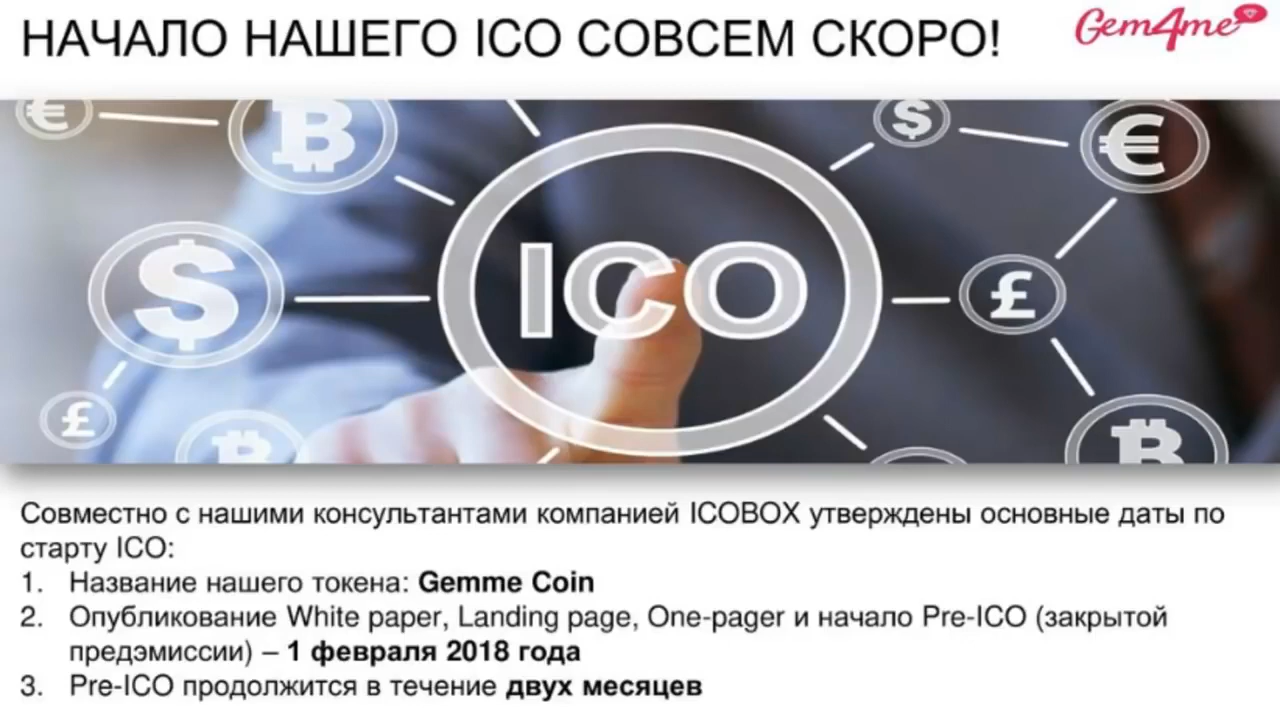 НАЧАЛО НАШЕГО ICO СОВСЕМ СКОРО!
Gem4me
€
B
$
€
$
ICO
£
£
B
B
Совместно с нашими консультантами компанией ICOBOX утверждены основные даты по
старту ICO:
1. Название нашего токена: Gemme Coin
2. Опубликование White paper, Landing page, One-pager и начало Pre-ICO (закрытой
предэмиссии) – 1 февраля 2018 года
3. Pre-ICO продолжится в течение двух месяцев